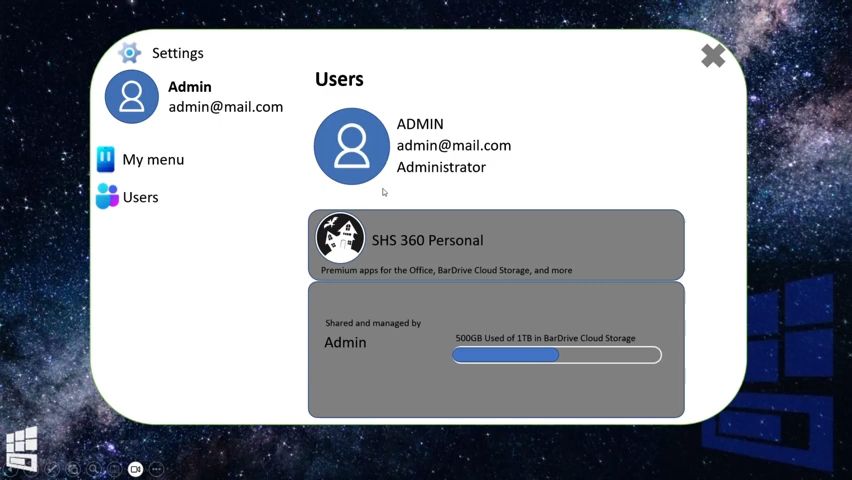 Settings
Admin
admin@mail.com
My menu
Users
Users
ADMIN
admin@mail.com
Administrator
SHS 360 Personal
Premium apps for the Office, BarDrive Cloud Storage, and more
Shared and managed by
Admin
500GB Used of 1TB in BarDrive Cloud Storage